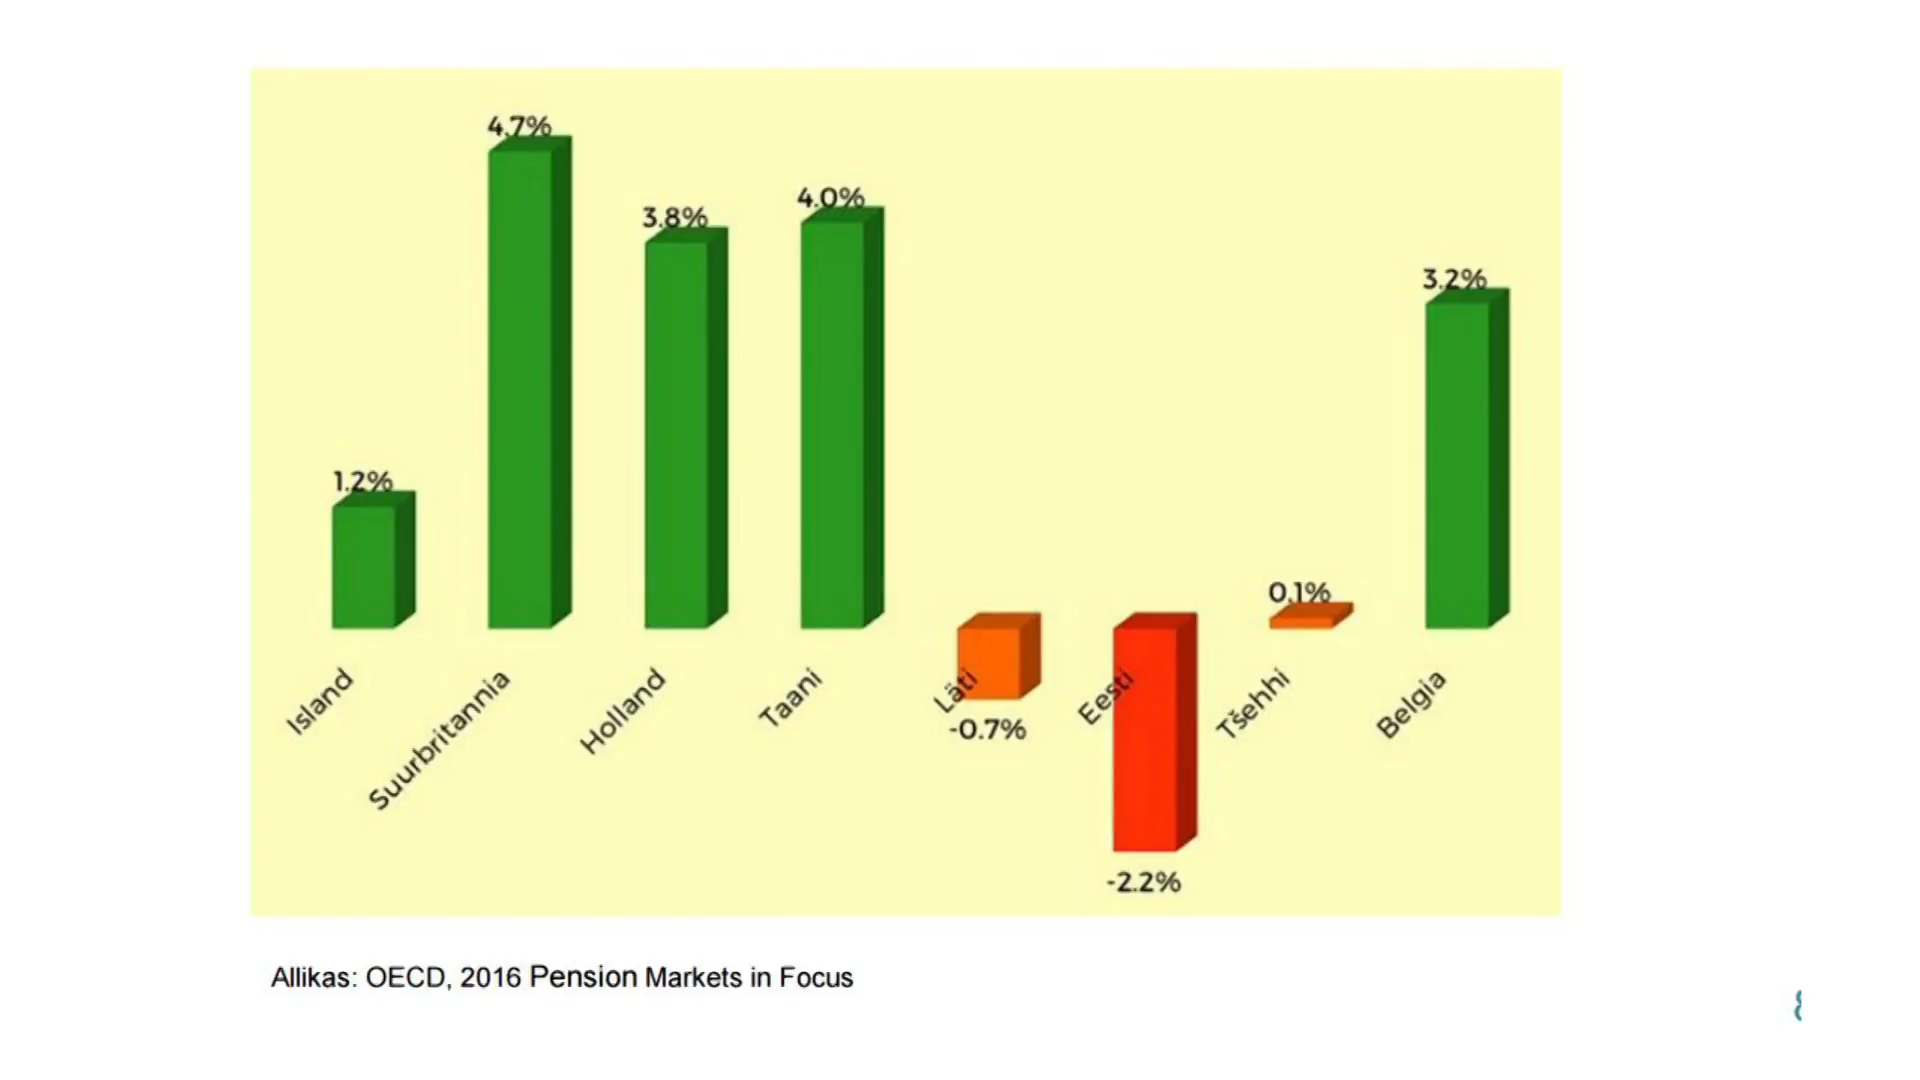 4.7%
4.0%
3.8%
3.2%
1.2%
0.1%
Island
Suurbritannia
Holland
Taani
Läti
Eesti
Tšehhi
Belgia
-0.7%
-2.2%
Allikas: OECD, 2016 Pension Markets in Focus